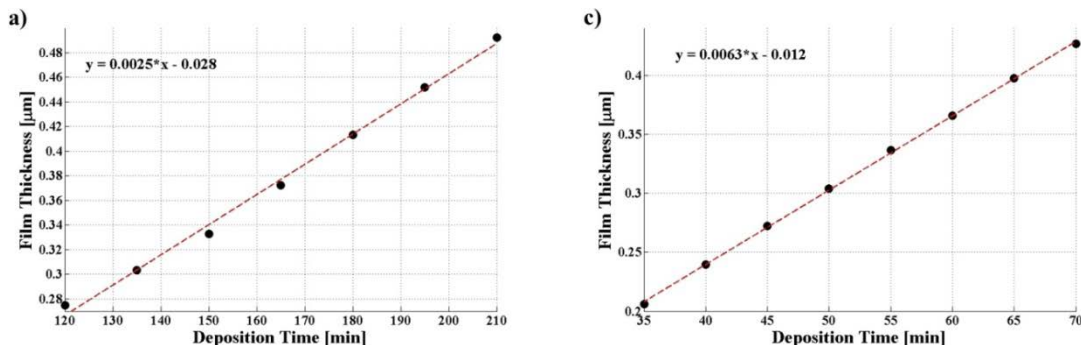 a)
y = 0.0025*x - 0.028
Film Thickness [μm]
0.48
0.46
0.44
0.42
0.4
0.38
0.36
0.34
0.32
0.3
0.28
120 130 140 150 160 170 180 190 195 200 210
Deposition Time [min]
c)
y = 0.0063*x - 0.012
Film Thickness [μm]
0.4
0.35
0.3
0.25
0.2
35 40 45 50 55 60 65 70
Deposition Time [min]